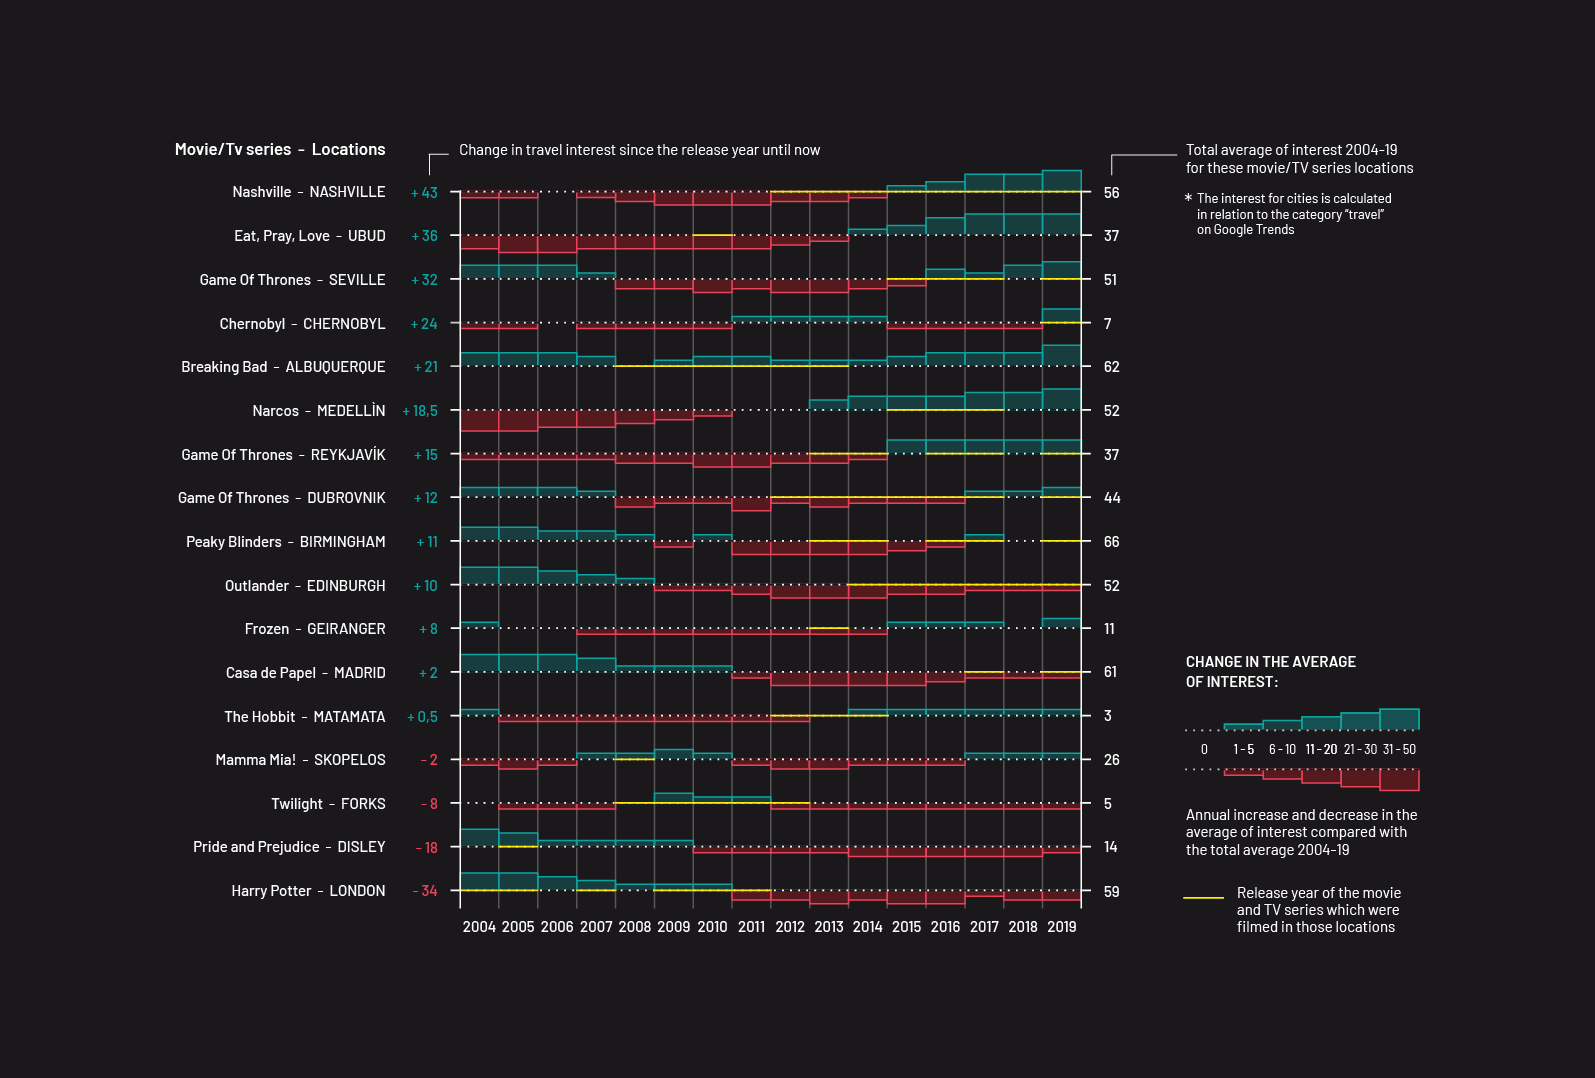 Movie/Tv series - Locations
Change in travel interest since the release year until now
Total average of interest 2004-19
for these movie/TV series locations
* The interest for cities is calculated
in relation to the category “travel”
on Google Trends
Nashville - NASHVILLE +43 56
Eat, Pray, Love - UBUD +36 37
Game Of Thrones - SEVILLE +32 51
Chernobyl - CHERNOBYL +24 7
Breaking Bad - ALBUQUERQUE +21 62
Narcos - MEDELLÌN +18,5 52
Game Of Thrones - REYKJAVÍK +15 37
Game Of Thrones - DUBROVNIK +12 44
Peaky Blinders - BIRMINGHAM +11 66
Outlander - EDINBURGH +10 52
Frozen - GEIRANGER +8 11
Casa de Papel - MADRID +2 61
The Hobbit - MATAMATA +0,5 3
Mamma Mia! - SKOPELOS -2 26
Twilight - FORKS -8 5
Pride and Prejudice - DISLEY -18 14
Harry Potter - LONDON -34 59
2004 2005 2006 2007 2008 2009 2010 2011 2012 2013 2014 2015 2016 2017 2018 2019
CHANGE IN THE AVERAGE
OF INTEREST:
0 1-5 6-10 11-20 21-30 31-50
Annual increase and decrease in the
average of interest compared with
the total average 2004-19
Release year of the movie
and TV series which were
filmed in those locations